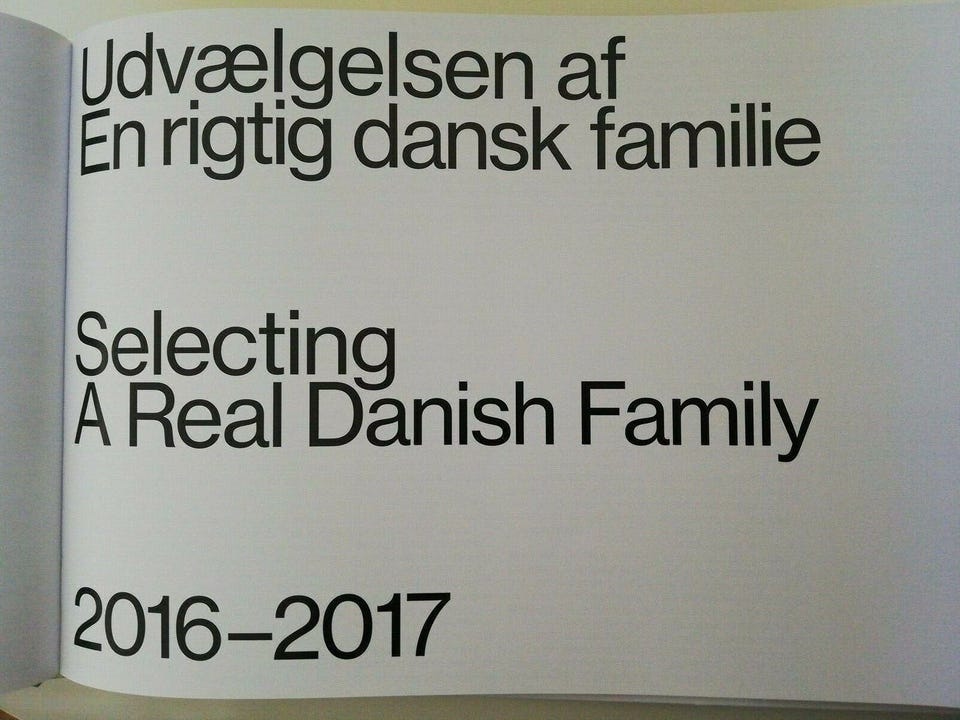 Udvælgelsen af
En rigtig dansk familie
Selecting
A Real Danish Family
2016–2017